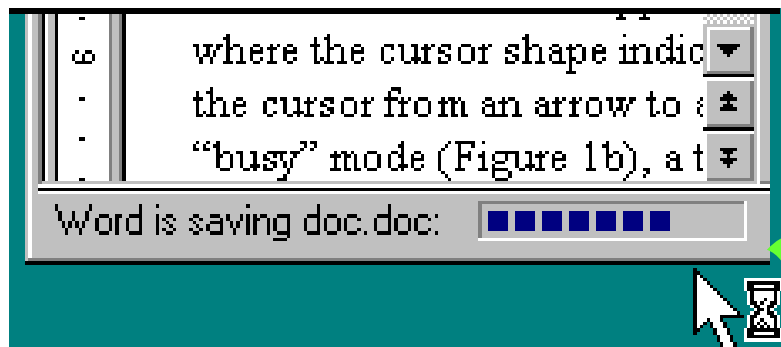 where the cursor shape indic
the cursor from an arrow to a
“busy” mode (Figure 1b), a t
Word is saving doc.doc: